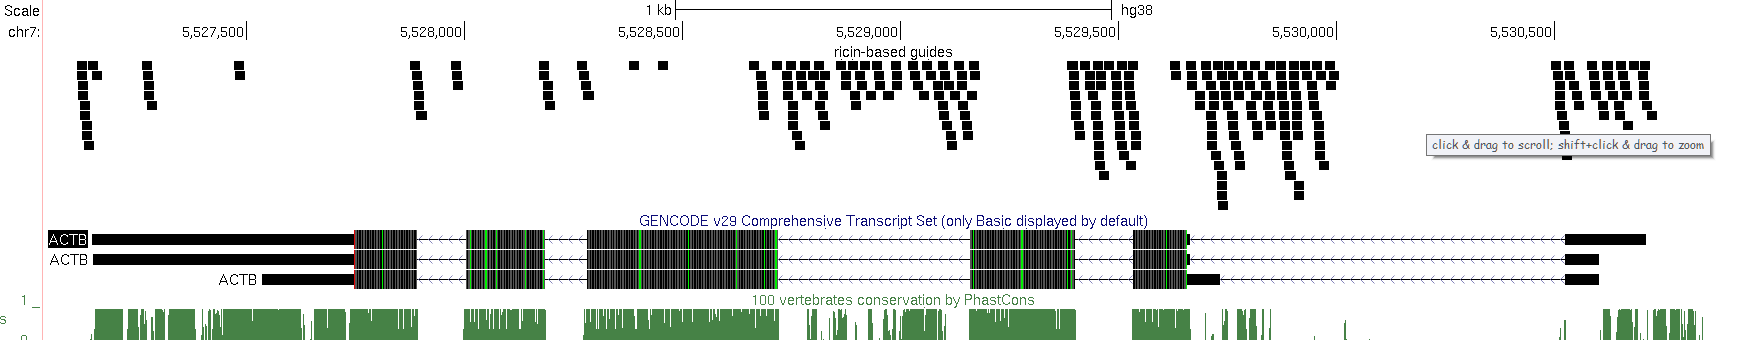 Scale 1 kb hg38
chr7: 5,527,500 5,528,000 5,528,500 5,529,000 5,529,500 5,530,000 5,530,500
ricin-based guides
click & drag to scroll; shift+click & drag to zoom
GENCODE v29 Comprehensive Transcript Set (only Basic displayed by default)
ACTB
ACTB
ACTB
100 vertebrates conservation by PhastCons
1 _
s